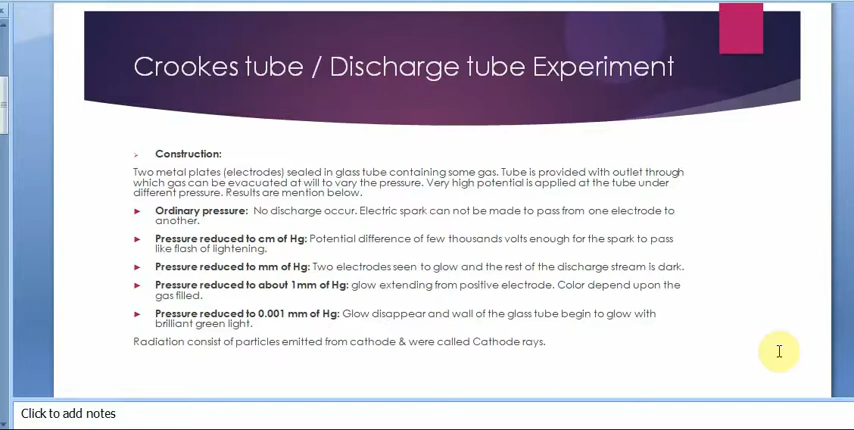 Crookes tube / Discharge tube Experiment
Construction:
Two metal plates (electrodes) sealed in glass tube containing some gas. Tube is provided with outlet through
which gas can be evacuated at will to vary the pressure. Very high potential is applied at the tube under
different pressure. Results are mention below.
Ordinary pressure: No discharge occur. Electric spark can not be made to pass from one electrode to
another.
Pressure reduced to cm of Hg: Potential difference of few thousands volts enough for the spark to pass
like flash of lightening.
Pressure reduced to mm of Hg: Two electrodes seen to glow and the rest of the discharge stream is dark.
Pressure reduced to about 1mm of Hg: glow extending from positive electrode. Color depend upon the
gas filled.
Pressure reduced to 0.001 mm of Hg: Glow disappear and wall of the glass tube begin to glow with
brilliant green light.
Radiation consist of particles emitted from cathode & were called Cathode rays.
Click to add notes